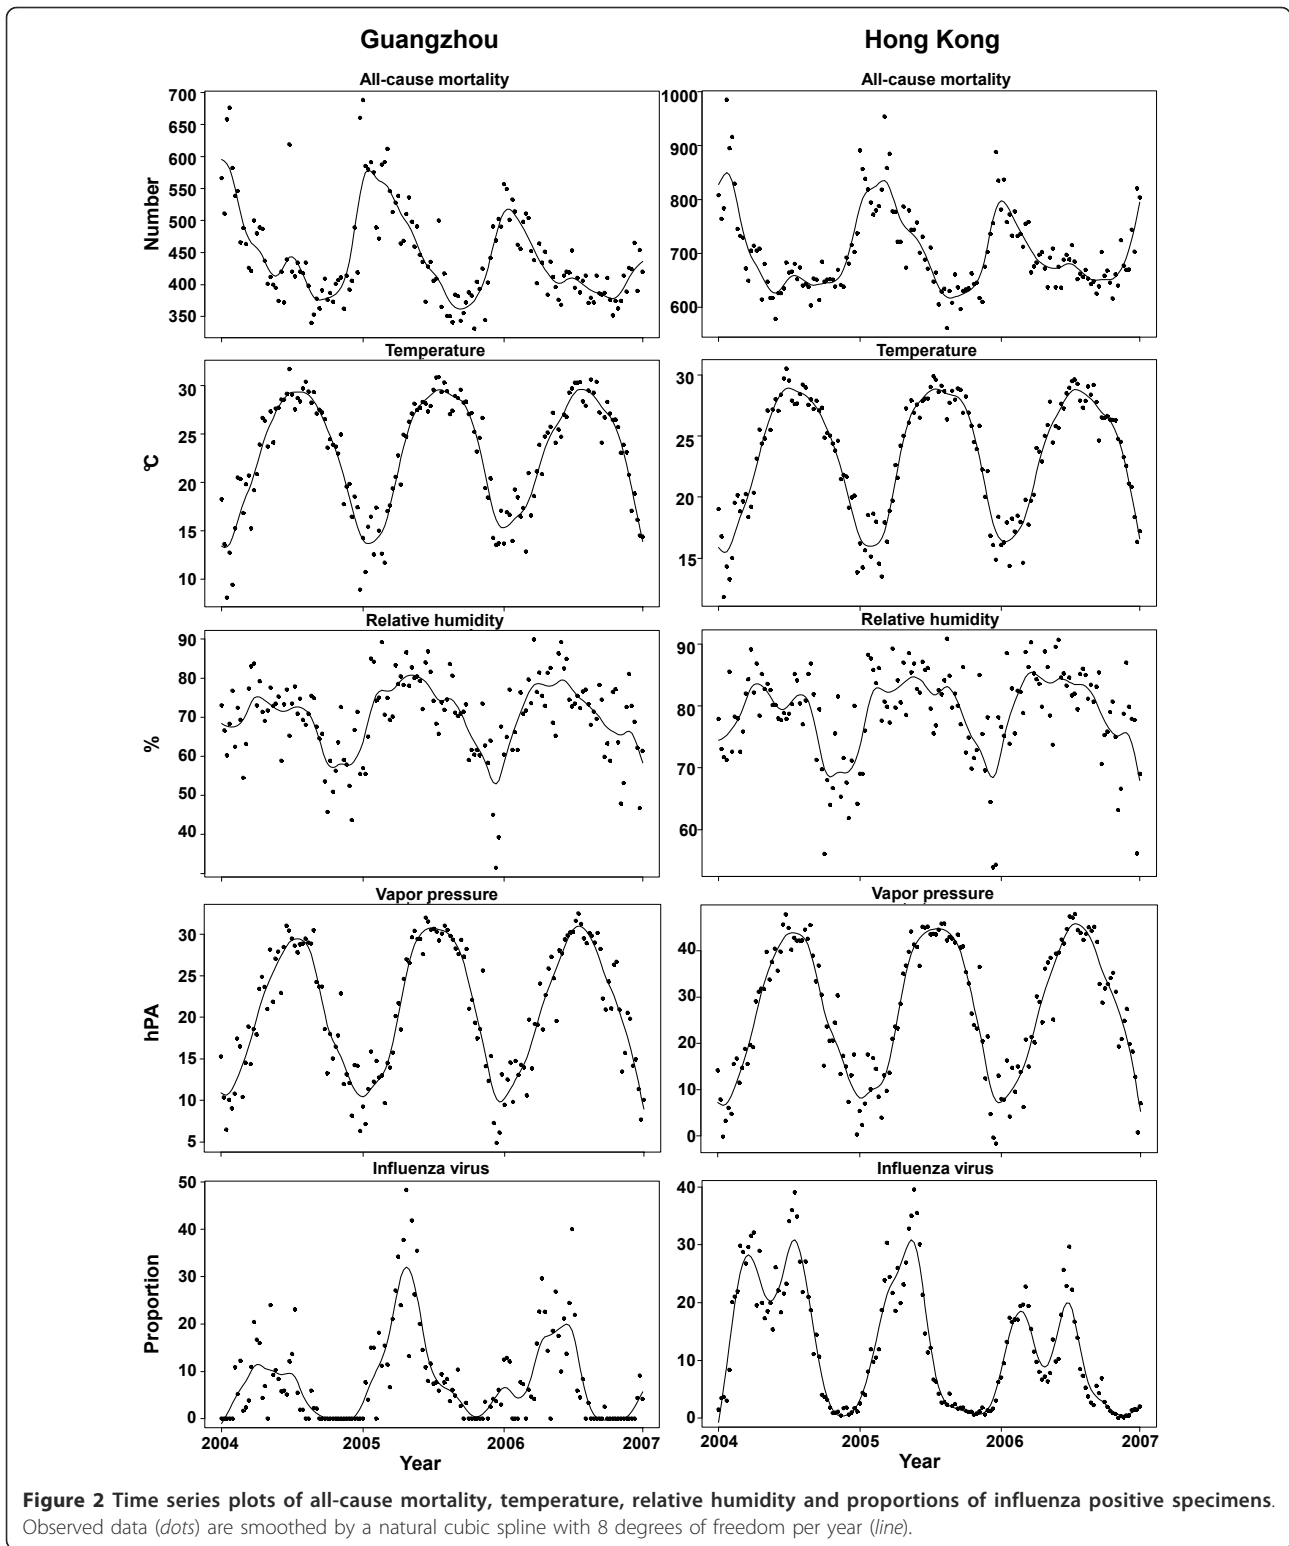 Guangzhou
Hong Kong
All-cause mortality
All-cause mortality
700
650
600
550
500
450
400
350
Number
1000
900
800
700
600
Temperature
Temperature
30
25
20
15
10
°C
30
25
20
15
Relative humidity
Relative humidity
90
80
70
60
50
40
%
90
80
70
60
Vapor pressure
Vapor pressure
30
25
20
15
10
5
hPA
40
30
20
10
0
Influenza virus
Influenza virus
50
40
30
20
10
0
Proportion
40
30
20
10
0
2004 2005 2006 2007
2004 2005 2006 2007
Year
Year
Figure 2 Time series plots of all-cause mortality, temperature, relative humidity and proportions of influenza positive specimens.
Observed data (dots) are smoothed by a natural cubic spline with 8 degrees of freedom per year (line).